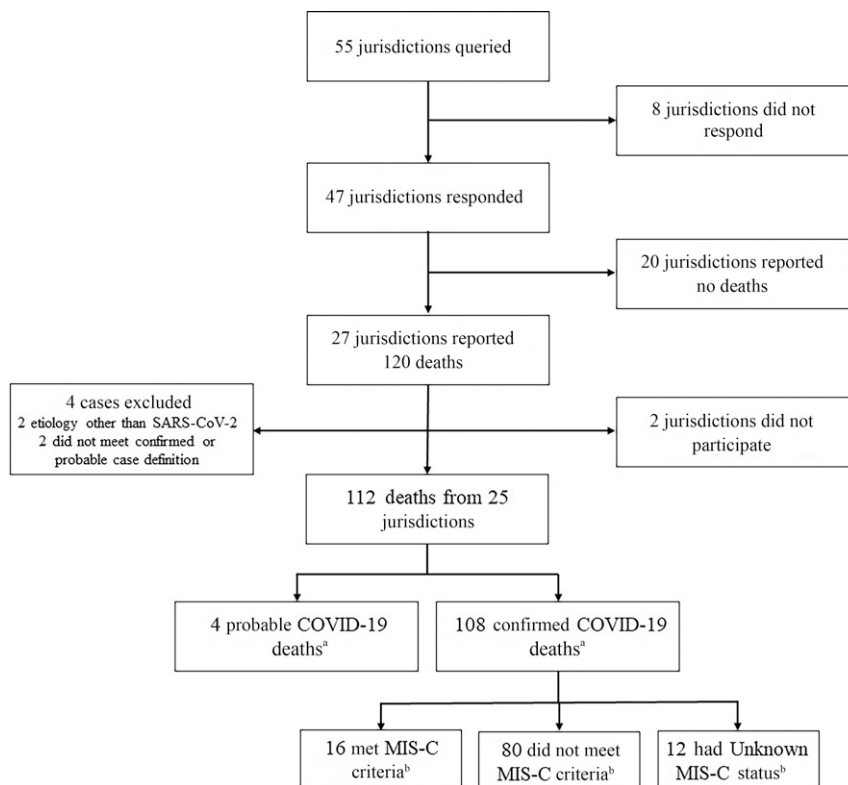 55 jurisdictions queried
8 jurisdictions did not
respond
47 jurisdictions responded
20 jurisdictions reported
no deaths
27 jurisdictions reported
120 deaths
4 cases excluded
2 etiology other than SARS-CoV-2
2 did not meet confirmed or
probable case definition
2 jurisdictions did not
participate
112 deaths from 25
jurisdictions
4 probable COVID-19
deathsᵃ
108 confirmed COVID-19
deathsᵃ
16 met MIS-C
criteriaᵇ
80 did not meet
MIS-C criteriaᵇ
12 had Unknown
MIS-C statusᵇ